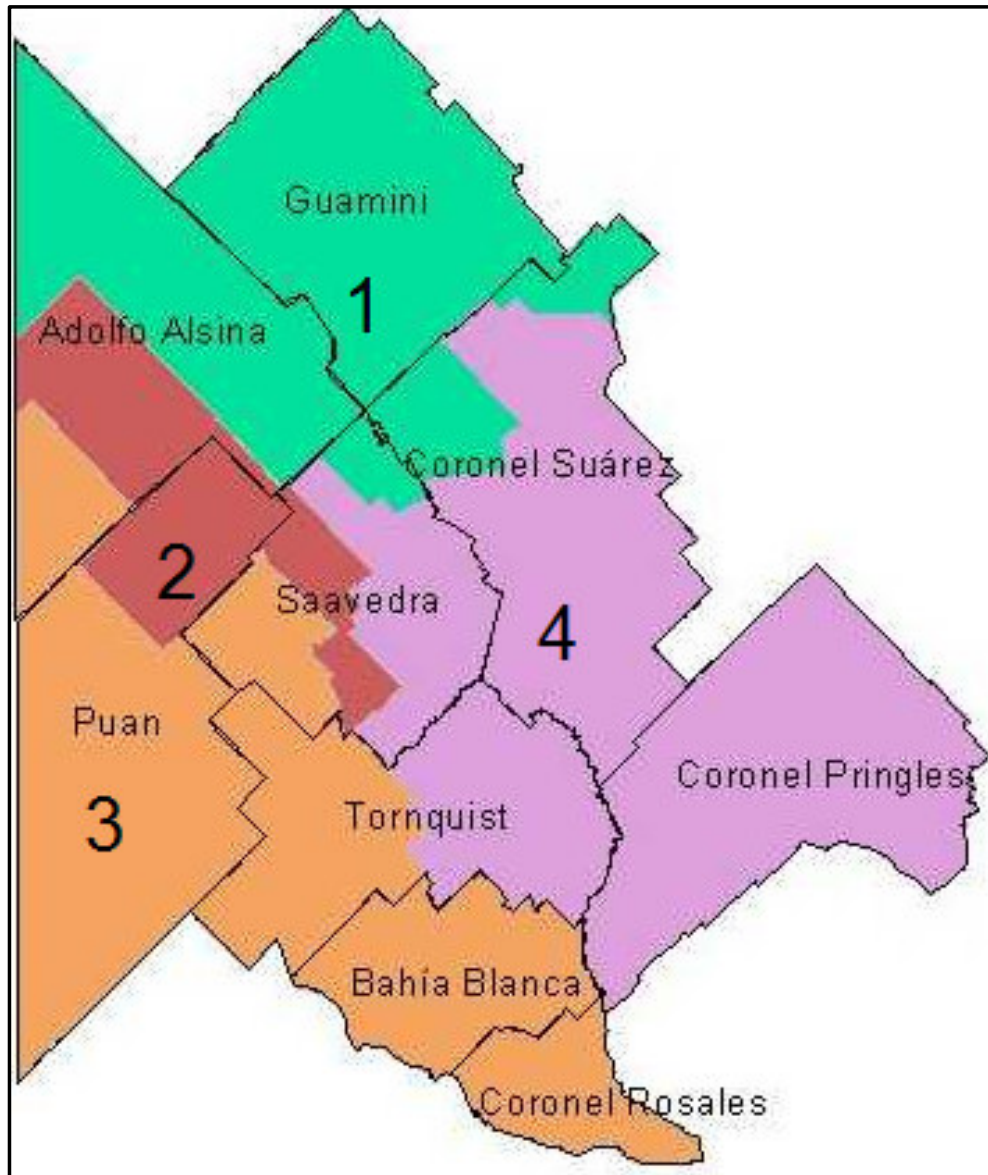 Guamini
1
Adolfo Alsina
Coronel Suárez
2
Saavedra
4
Puan
Coronel Pringles
3
Tornquist
Bahía Blanca
Coronel Rosales